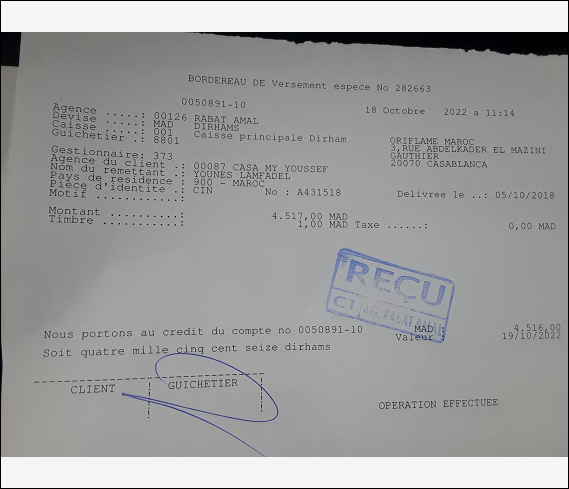 BORDEREAU DE Versement espece No 282663
0050891-10
18 Octobre 2022 a 11:14
Agence .....: 00126 RABAT AMAL
Devise .....: MAD DIRHAMS
Caisse .....: 001 Caisse principale Dirham
Guichetier .: 8801
ORIFLAME MAROC
3,RUE ABDELKADER EL MAZINI
GAUTHIER
20070 CASABLANCA
Gestionnaire: 373
Agence du client .: 00087 CASA MY YOUSSEF
Nom du remettant .: YOUNES LAMFADEL
Pays de residence : 900 - MAROC
Pièce d'identite .: CIN No : A431518 Delivree le ..: 05/10/2018
Motif ............:
Montant ..........: 4.517,00 MAD
Timbre ...........: 1,00 MAD Taxe ......: 0,00 MAD
REÇU
CT AG.
Nous portons au credit du compte no 0050891-10 MAD: 4.516,00
Valeur : 19/10/2022
Soit quatre mille cinq cent seize dirhams
CLIENT GUICHETIER
OPERATION EFFECTUEE